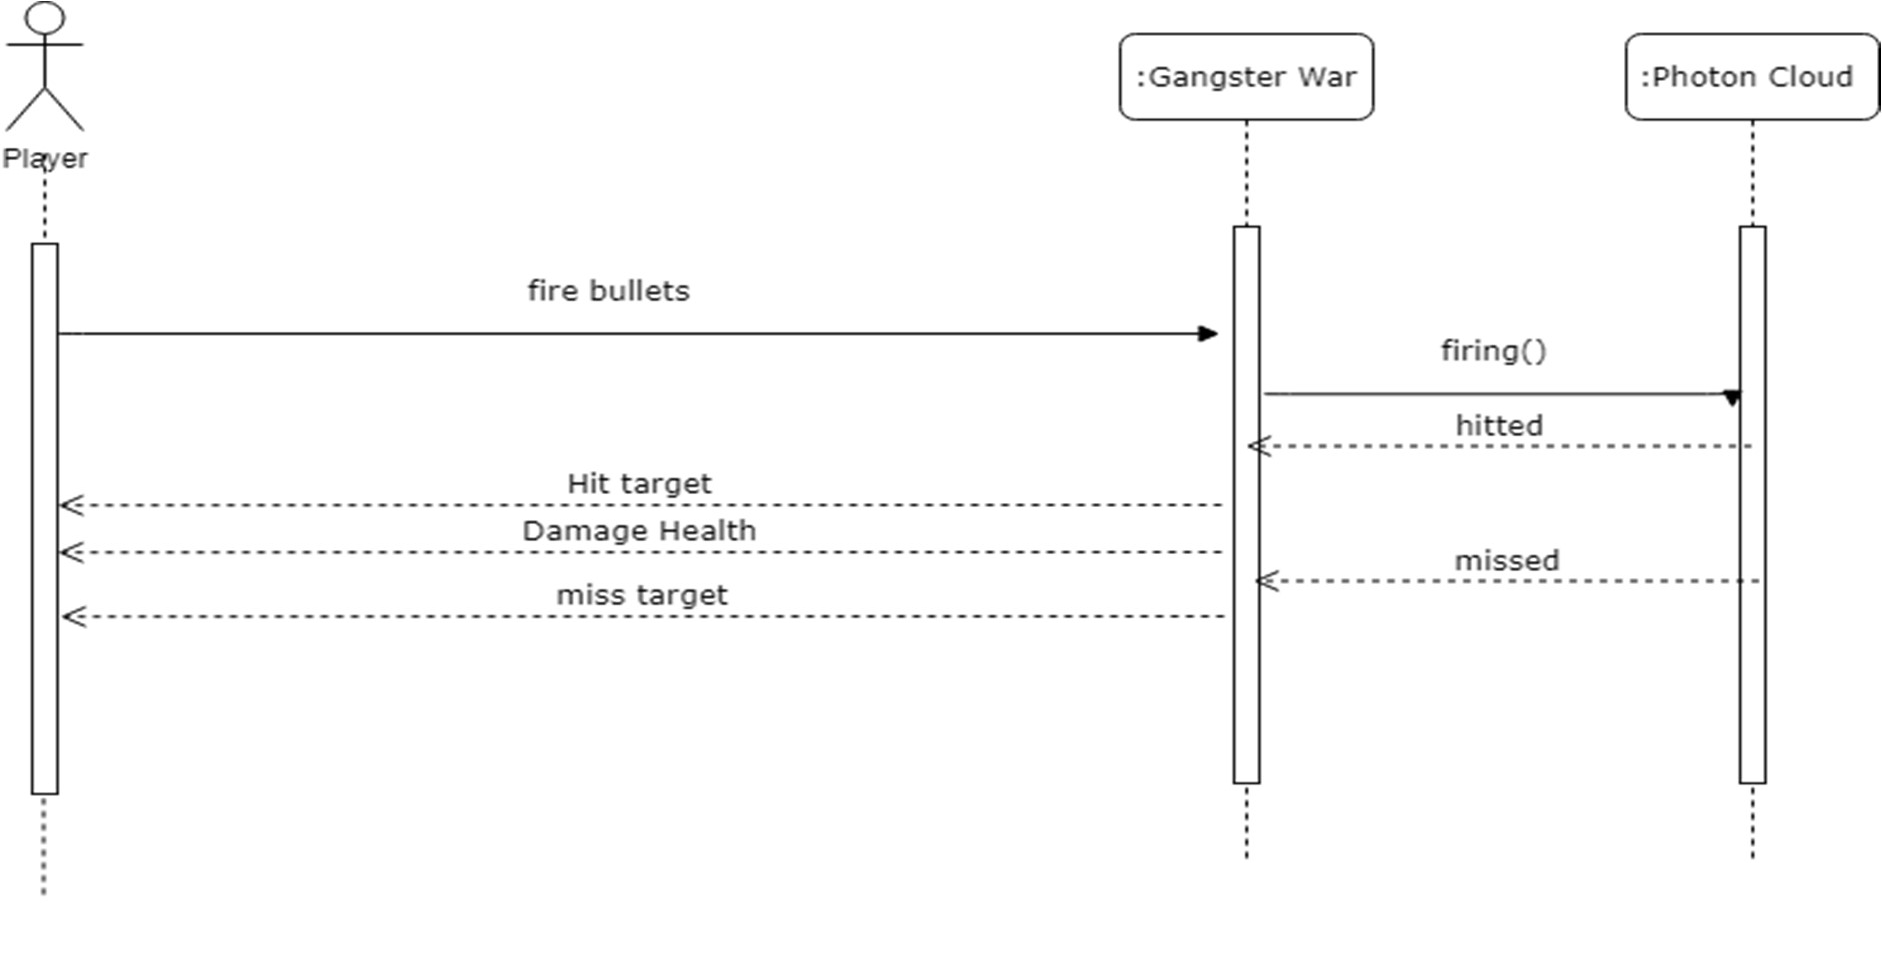 :Gangster War
:Photon Cloud
Player
fire bullets
firing()
hitted
Hit target
Damage Health
missed
miss target